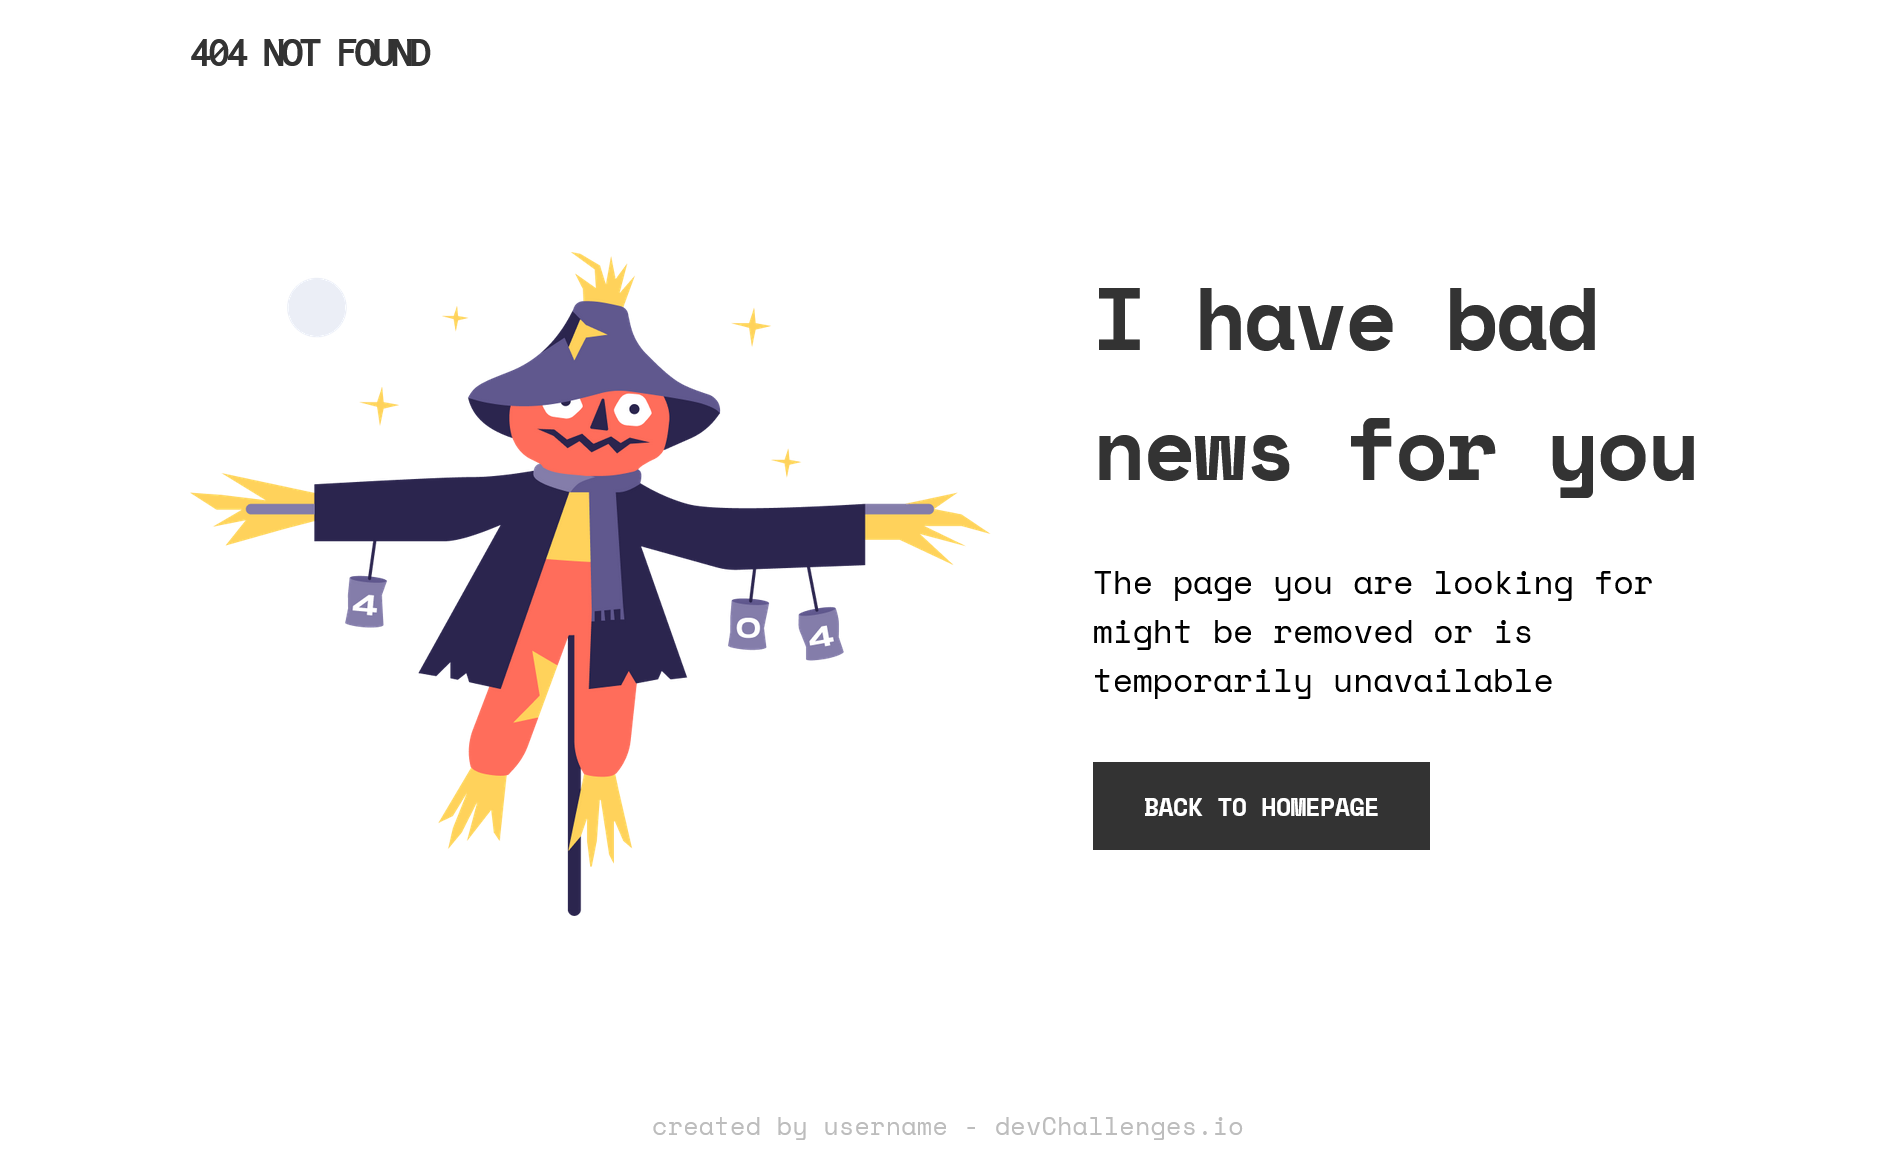 404 NOT FOUND
I have bad
news for you
The page you are looking for
might be removed or is
temporarily unavailable
4
0
4
BACK TO HOMEPAGE
created by username - devChallenges.io